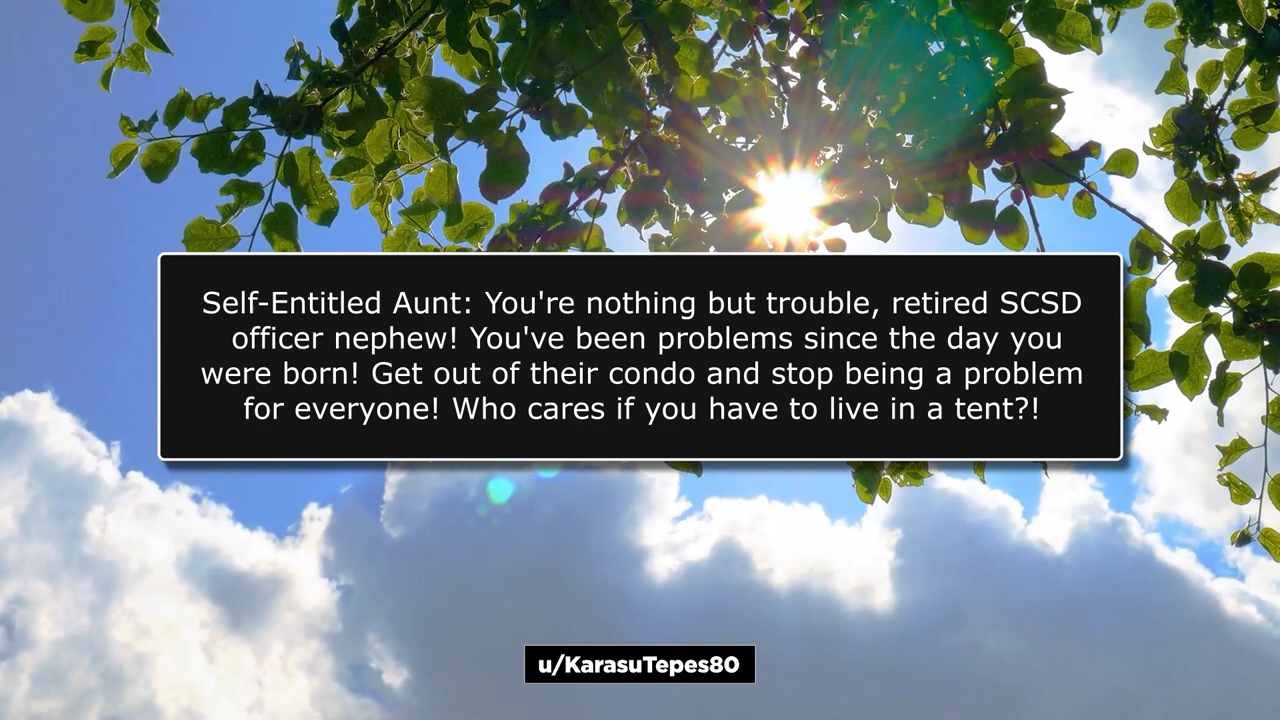 Self-Entitled Aunt: You're nothing but trouble, retired SCSD
officer nephew! You've been problems since the day you
were born! Get out of their condo and stop being a problem
for everyone! Who cares if you have to live in a tent?!
u/KarasuTepes80